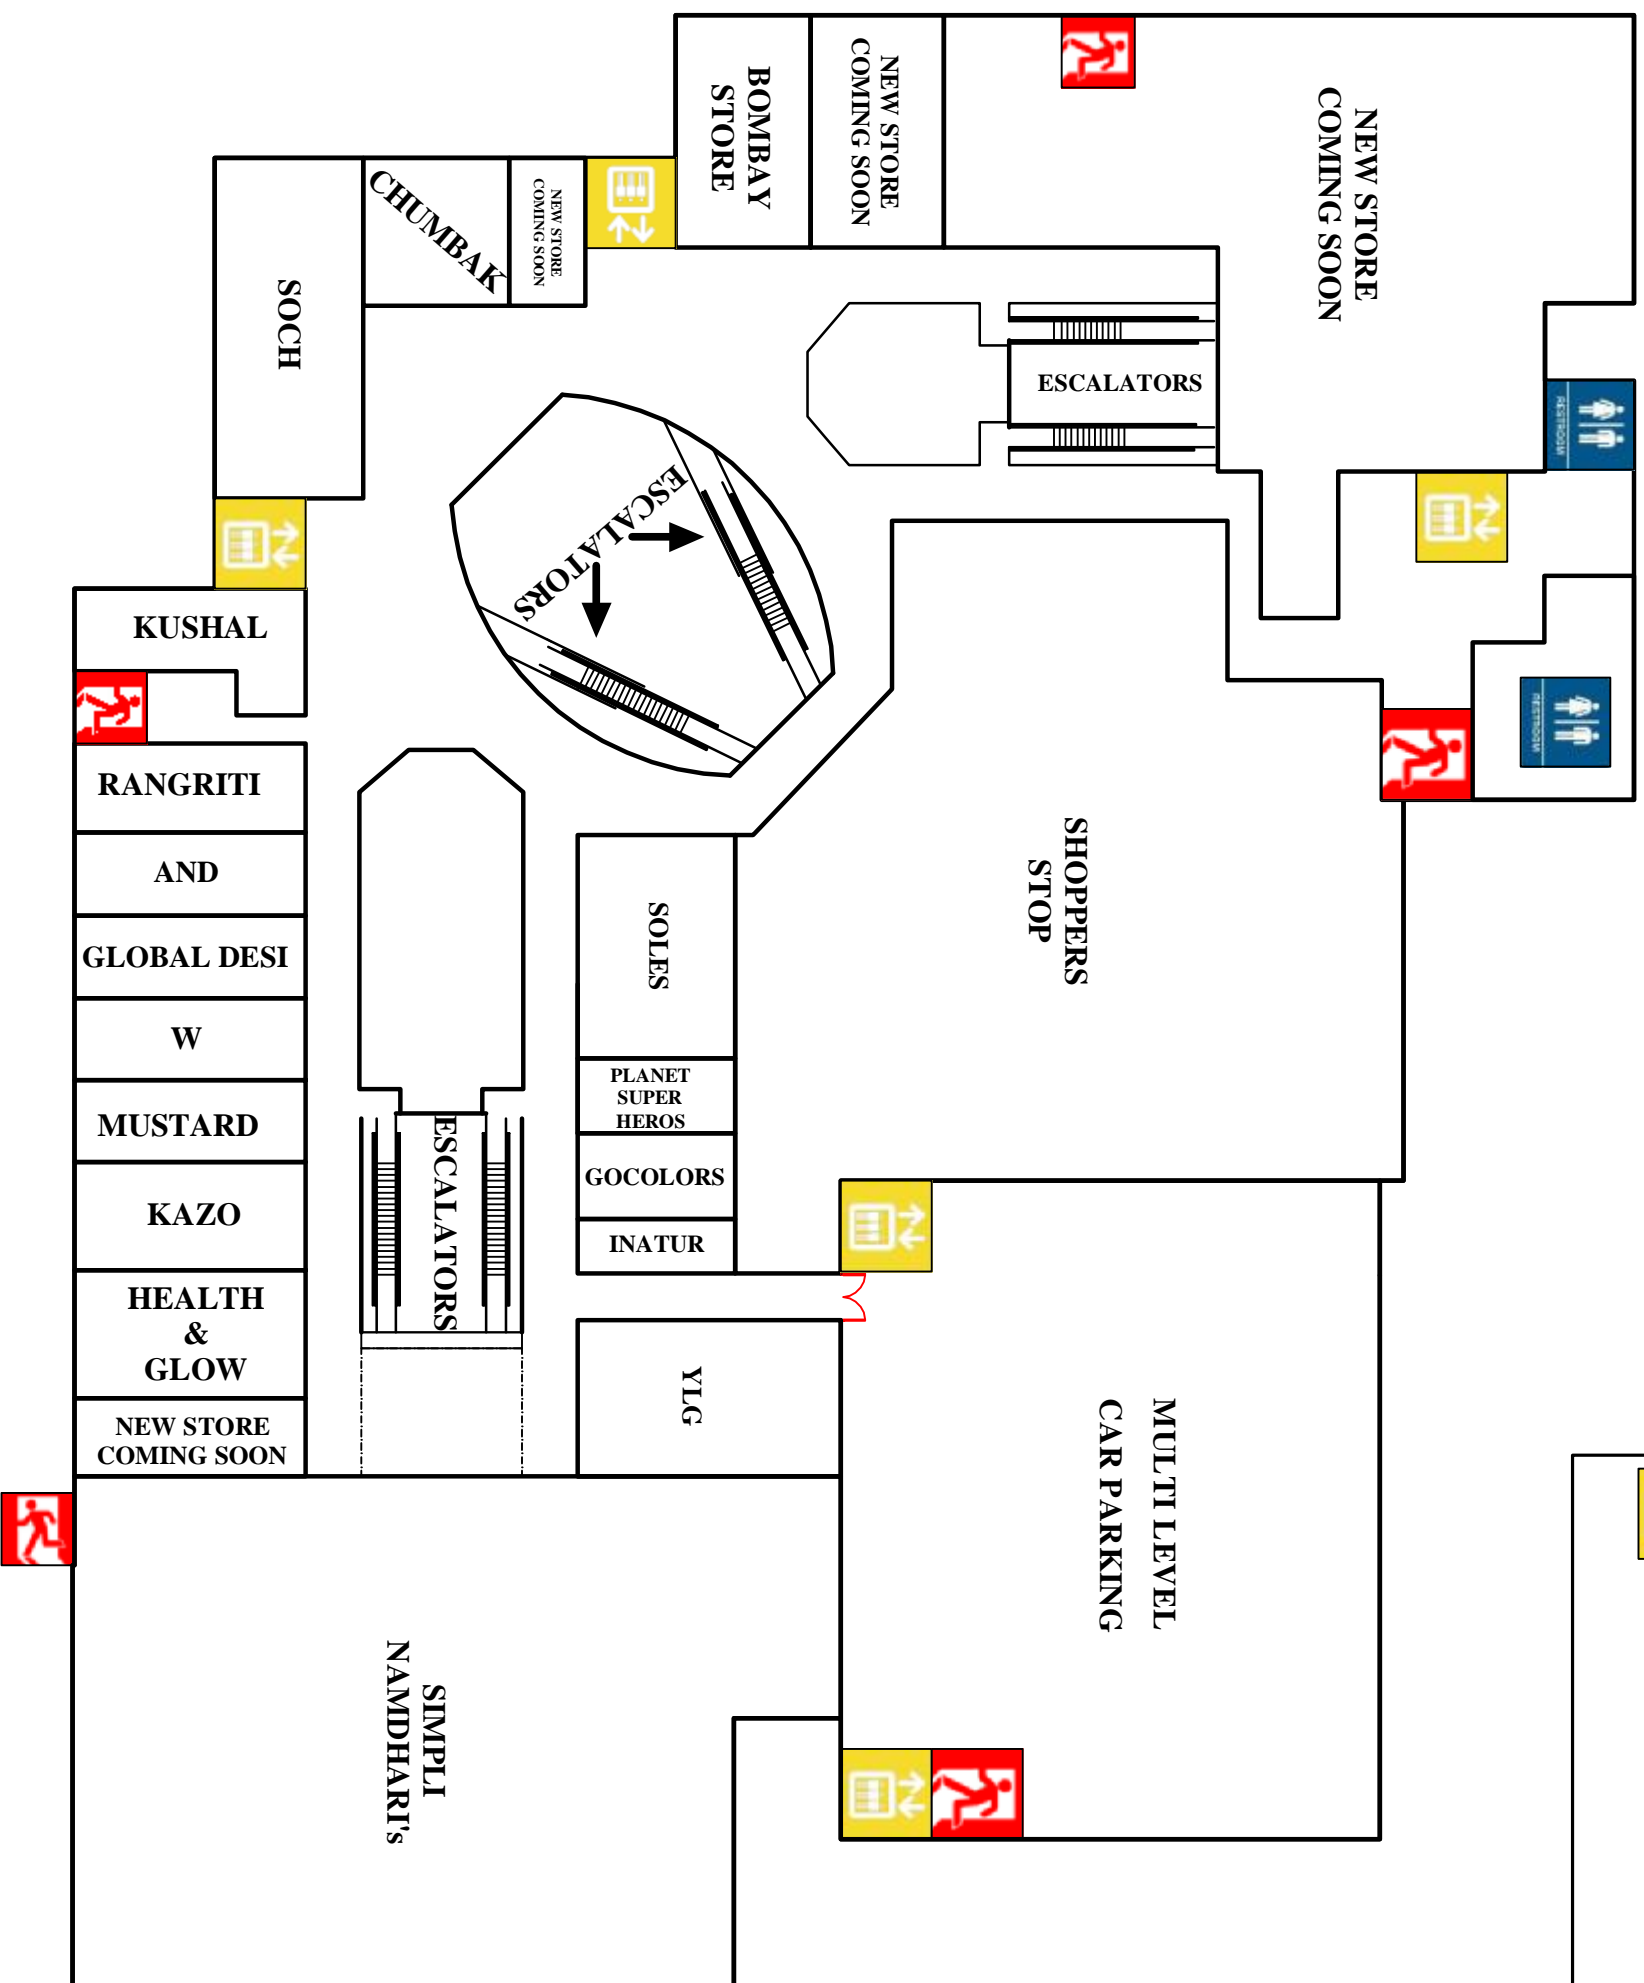 BOMBAY
STORE
NEW STORE
COMING SOON
NEW STORE
COMING SOON
SOCH
CHUMBAK
NEW STORE
COMING SOON
ESCALATORS
RESTROOM
ESCALATORS
KUSHAL
RESTROOM
RANGRITI
AND
GLOBAL DESI
W
MUSTARD
KAZO
HEALTH
&
GLOW
NEW STORE
COMING SOON
ESCALATORS
SOLES
PLANET
SUPER
HEROS
GOCOLORS
INATUR
YLG
SHOPPERS
STOP
MULTI LEVEL
CAR PARKING
SIMPLI
NAMDHARI's